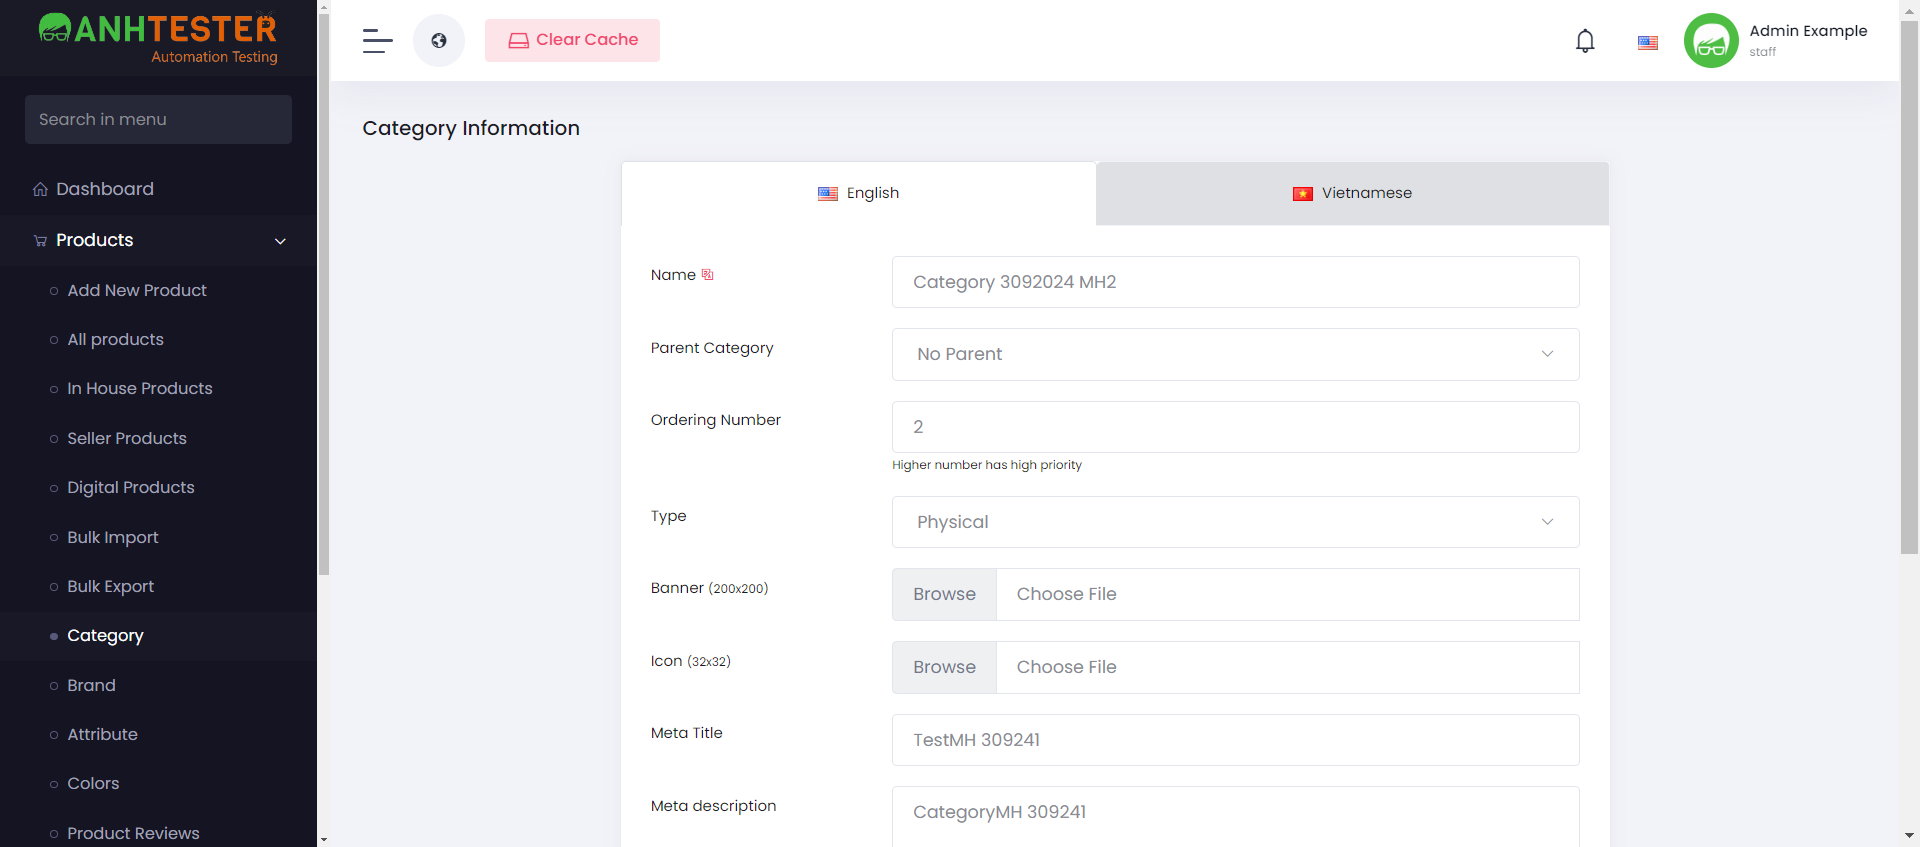 ANHTESTER
Automation Testing
Search in menu
Dashboard
Products
Add New Product
All products
In House Products
Seller Products
Digital Products
Bulk Import
Bulk Export
Category
Brand
Attribute
Colors
Product Reviews
Clear Cache
Admin Example
staff
Category Information
English
Vietnamese
Name
Category 3092024 MH2
Parent Category
No Parent
Ordering Number
2
Higher number has high priority
Type
Physical
Banner (200x200)
Browse
Choose File
Icon (32x32)
Browse
Choose File
Meta Title
TestMH 309241
Meta description
CategoryMH 309241